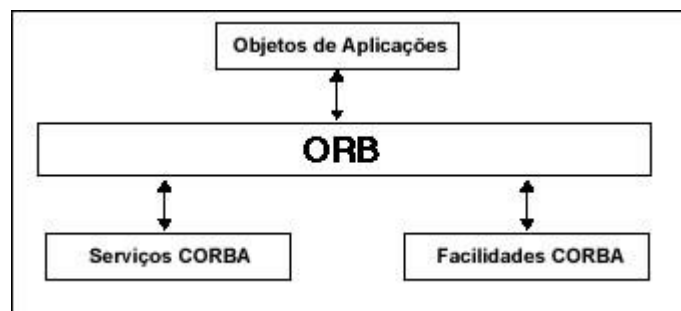 Objetos de Aplicações
ORB
Serviços CORBA
Facilidades CORBA